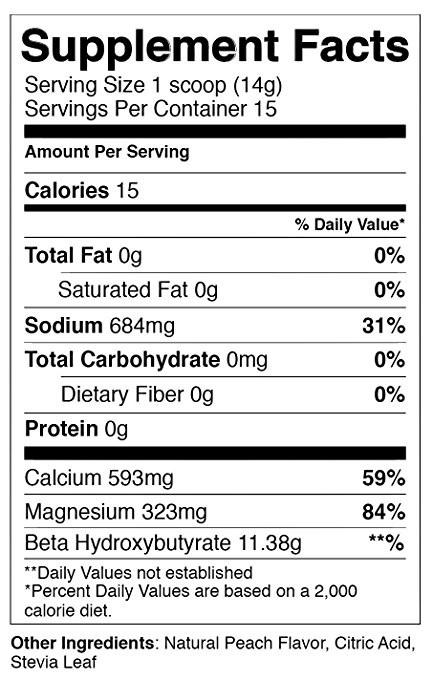 Supplement Facts
Serving Size 1 scoop (14g)
Servings Per Container 15
Amount Per Serving
Calories 15
% Daily Value*
Total Fat 0g 0%
Saturated Fat 0g 0%
Sodium 684mg 31%
Total Carbohydrate 0mg 0%
Dietary Fiber 0g 0%
Protein 0g
Calcium 593mg 59%
Magnesium 323mg 84%
Beta Hydroxybutyrate 11.38g **%
**Daily Values not established
*Percent Daily Values are based on a 2,000
calorie diet.
Other Ingredients: Natural Peach Flavor, Citric Acid,
Stevia Leaf